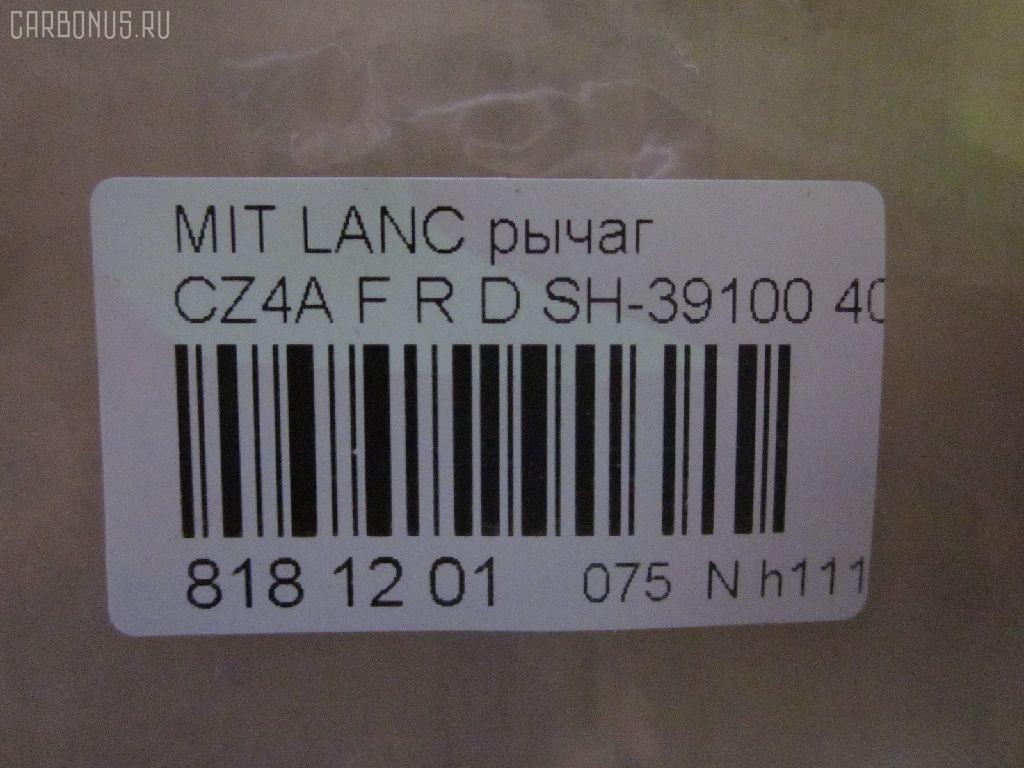 CARBONUS.RU
MIT LANC рычаг
CZ4A F R D SH-39100 40
818 12 01 075 N h111